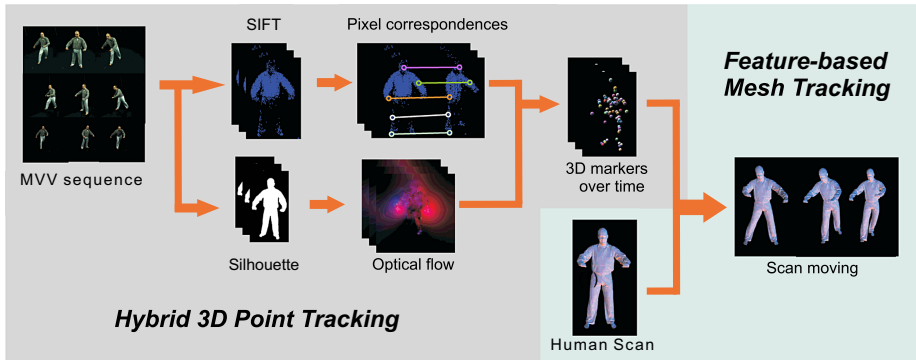 SIFT
Pixel correspondences
Feature-based
Mesh Tracking
MVV sequence
3D markers
over time
Silhouette
Optical flow
Scan moving
Hybrid 3D Point Tracking
Human Scan